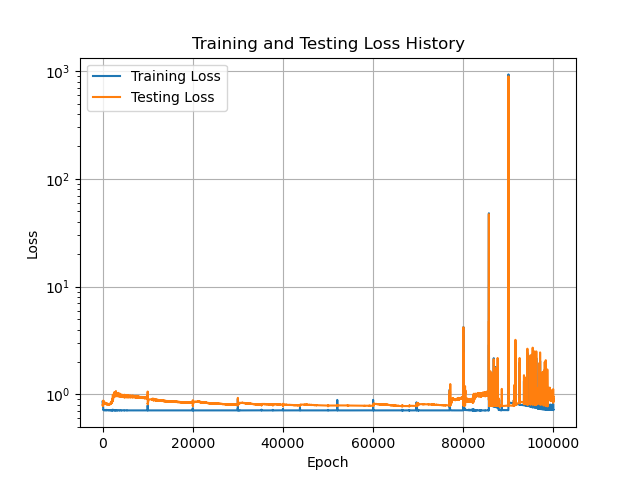 Training and Testing Loss History
Training Loss
Testing Loss
10³
10²
10¹
10⁰
Loss
0 20000 40000 60000 80000 100000
Epoch